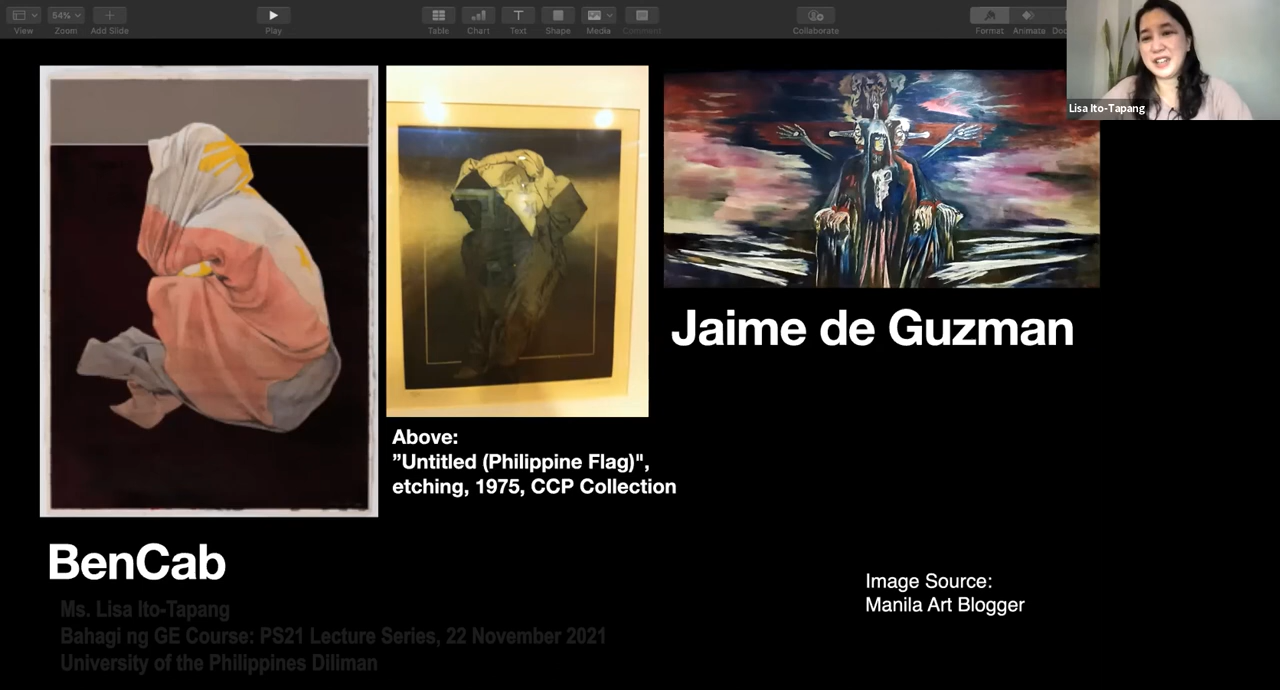 View
54%
Zoom
Add Slide
Play
Table
Chart
Text
Shape
Media
Comment
Collaborate
Format
Animate
Lisa Ito-Tapang
Jaime de Guzman
Above:
”Untitled (Philippine Flag)",
etching, 1975, CCP Collection
BenCab
Image Source:
Manila Art Blogger
Ms. Lisa Ito-Tapang
Bahagi ng GE Course: PS21 Lecture Series, 22 November 2021
University of the Philippines Diliman